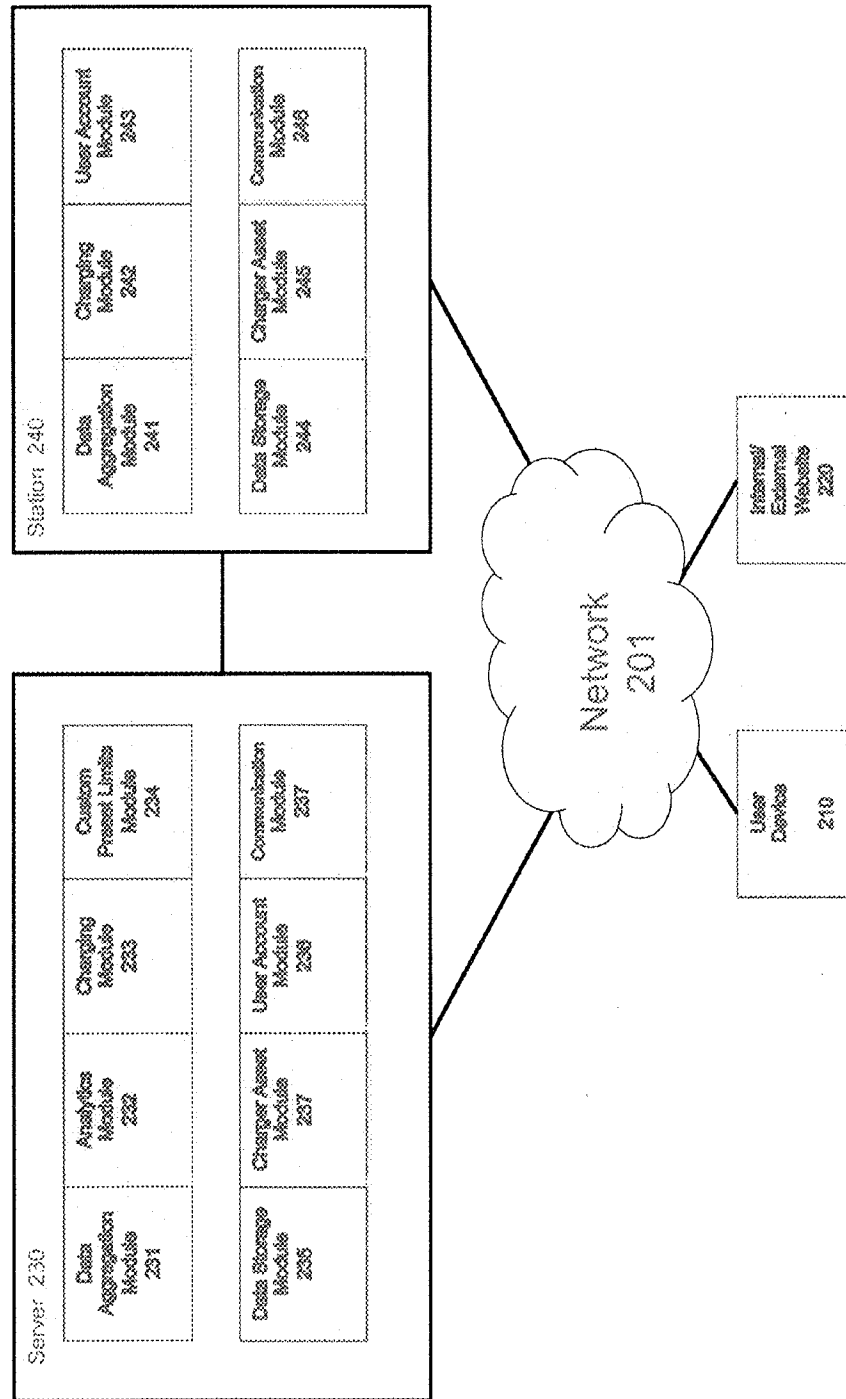 Server 230
Data
Aggregation
Module
231
Analytics
Module
232
Charging
Module
233
Custom
Preset Limits
Module
234
Data Storage
Module
235
Charger Asset
Module
237
User Account
Module
236
Communication
Module
237
Station 240
Data
Aggregation
Module
241
Charging
Module
242
User Account
Module
243
Data Storage
Module
244
Charger Asset
Module
245
Communication
Module
246
Network
201
User
Device
210
Internal/
External
Website
220